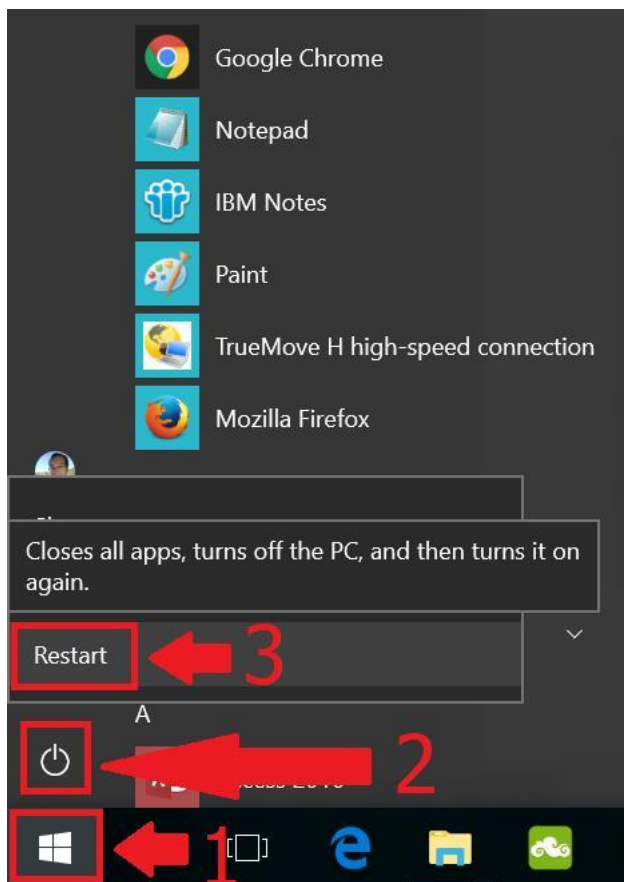 Google Chrome
Notepad
IBM Notes
Paint
TrueMove H high-speed connection
Mozilla Firefox
Closes all apps, turns off the PC, and then turns it on
again.
Restart
3
A
2
1